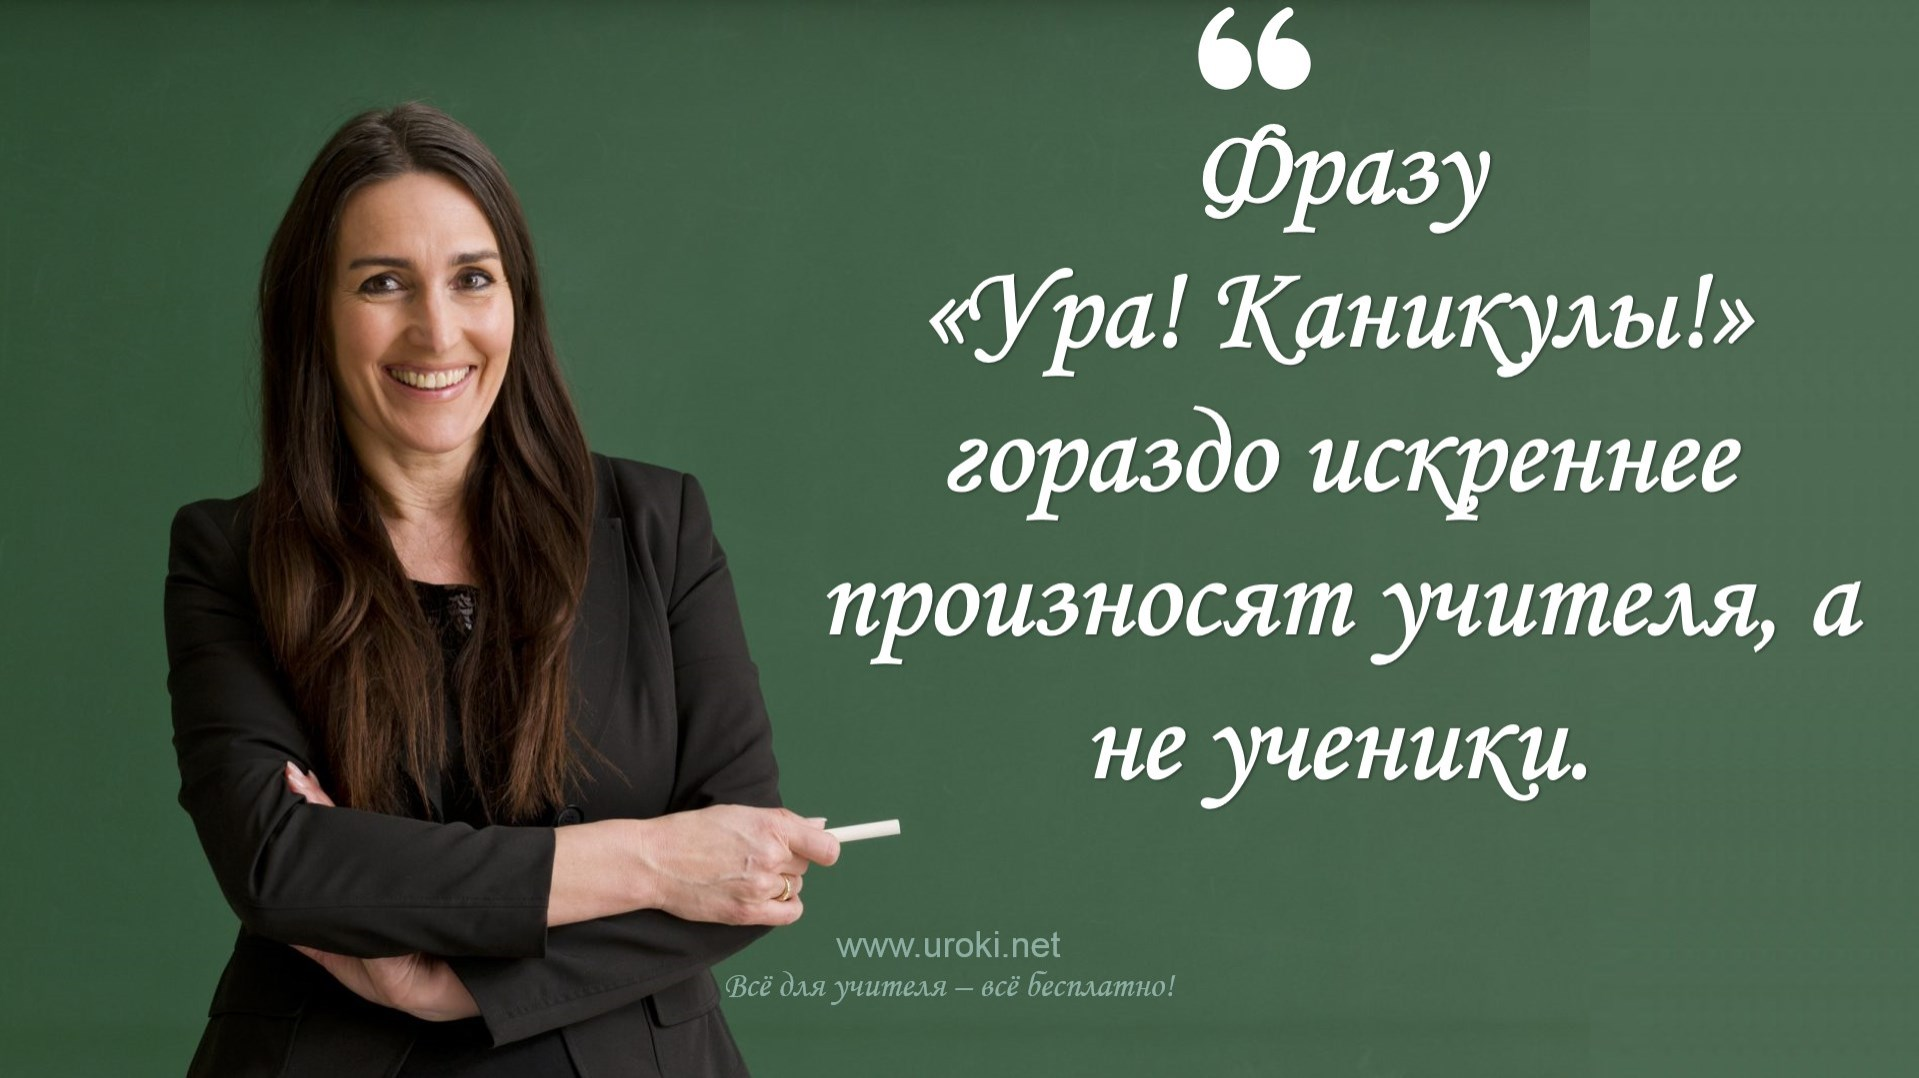 “
Фразу
«Ура! Каникулы!»
гораздо искреннее
произносят учителя, а
не ученики.
www.uroki.net
Всё для учителя – всё бесплатно!